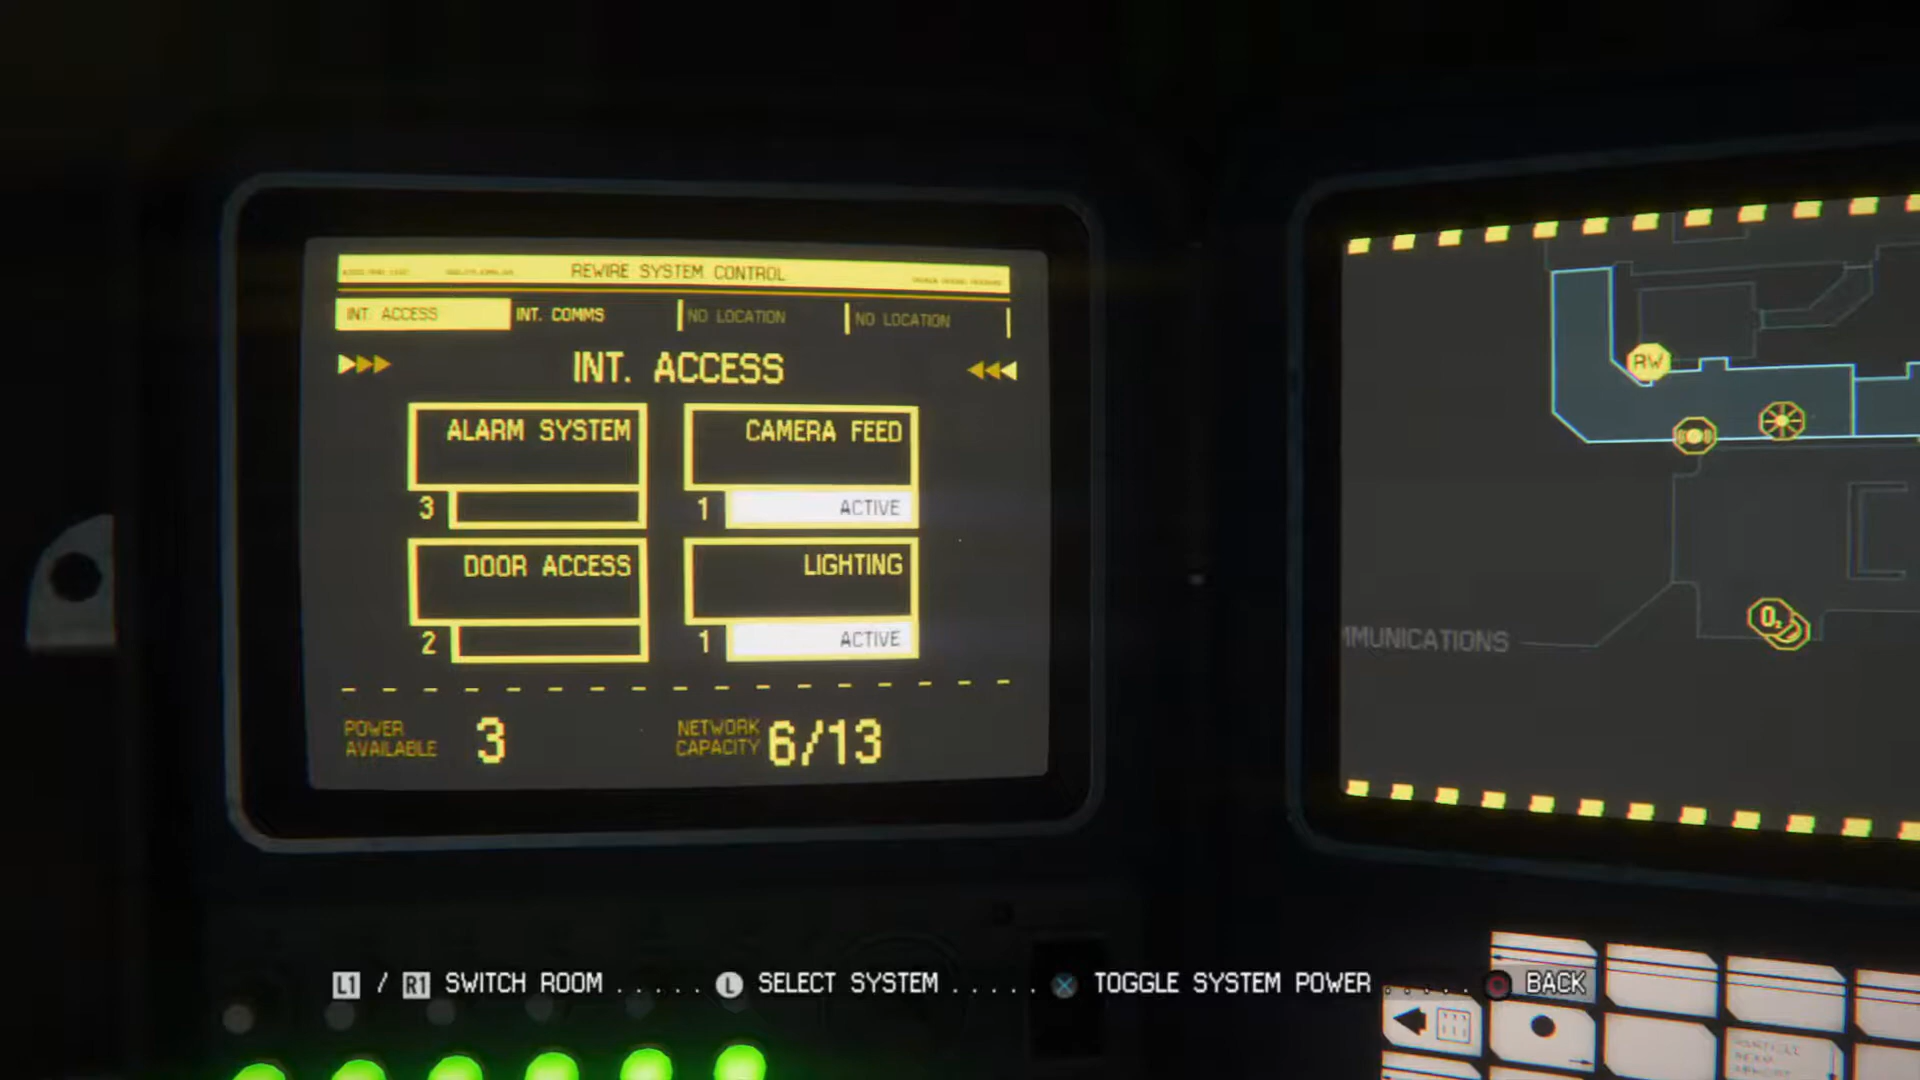 REWIRE SYSTEM CONTROL
INT. ACCESS
INT. COMMS
NO LOCATION
NO LOCATION
INT. ACCESS
ALARM SYSTEM
3
CAMERA FEED
1 ACTIVE
DOOR ACCESS
2
LIGHTING
1 ACTIVE
POWER
AVAILABLE
3
NETWORK
CAPACITY
6/13
RW
O₂
MMUNICATIONS
L1 / R1 SWITCH ROOM ..... L SELECT SYSTEM ..... TOGGLE SYSTEM POWER ..... BACK